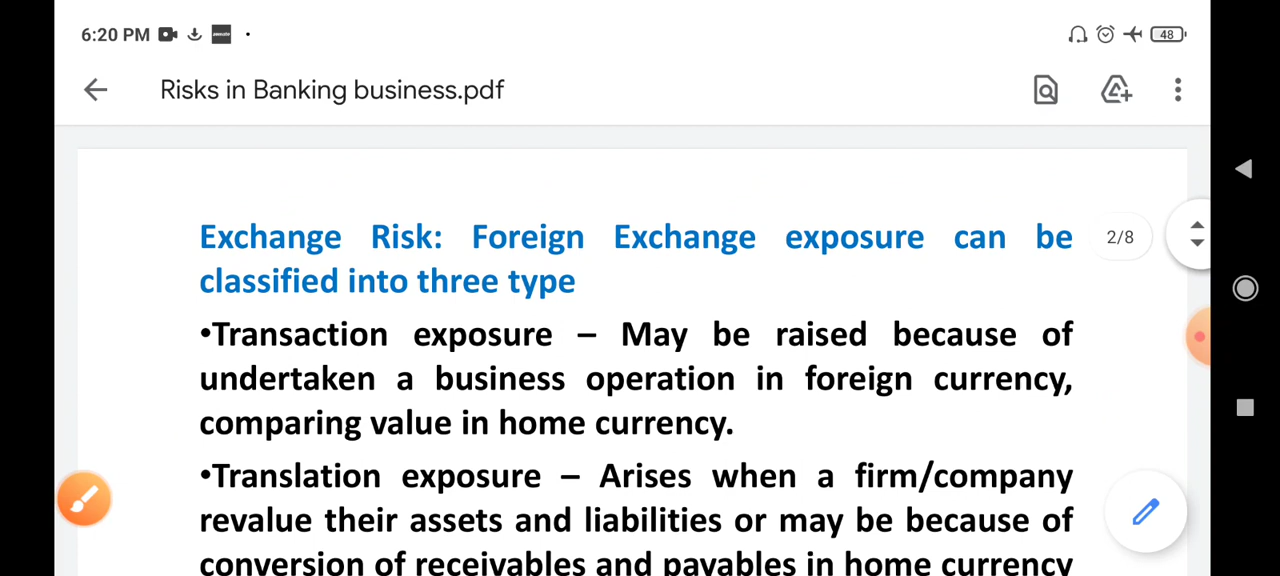 6:20 PM
48
Risks in Banking business.pdf
Exchange Risk: Foreign Exchange exposure can be
2/8
classified into three type
•Transaction exposure – May be raised because of
undertaken a business operation in foreign currency,
comparing value in home currency.
•Translation exposure – Arises when a firm/company
revalue their assets and liabilities or may be because of
conversion of receivables and payables in home currency